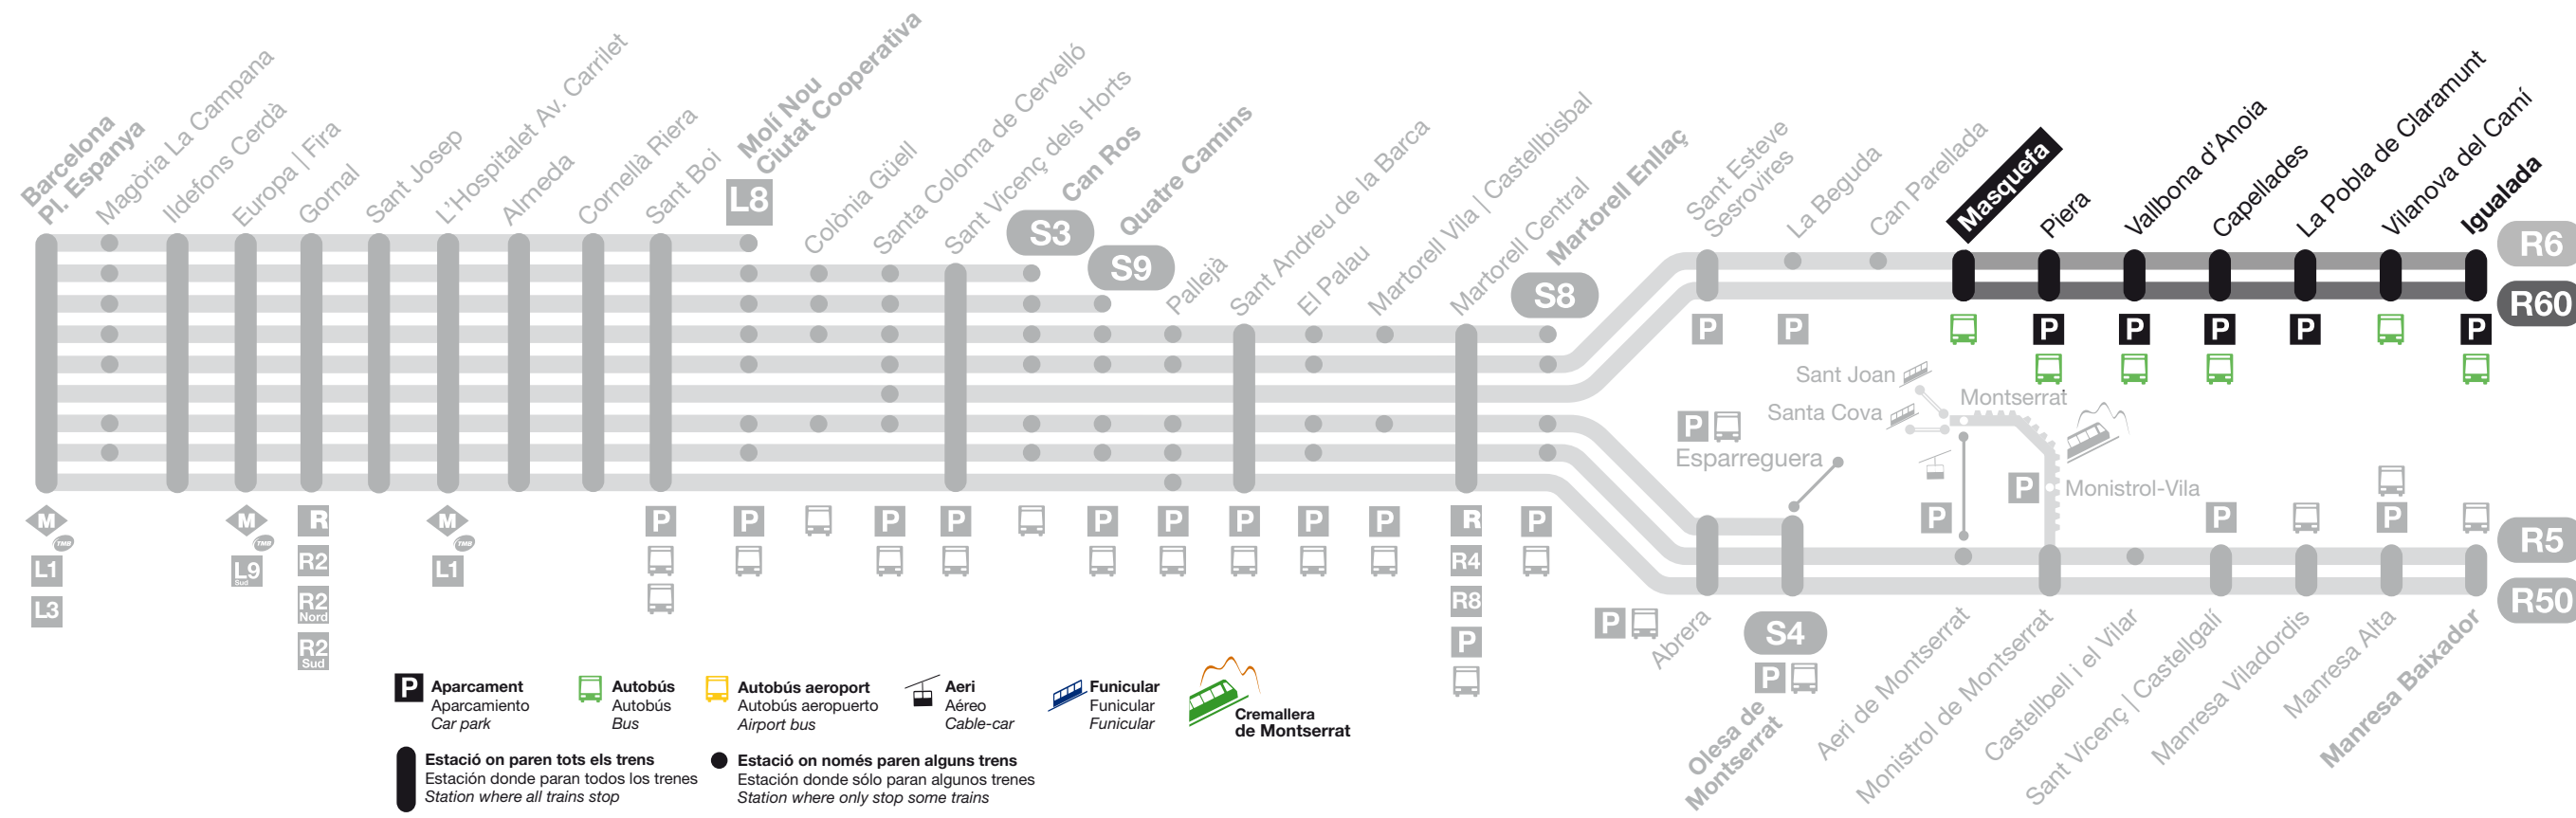 Barcelona
Pl. Espanya
Magòria La Campana
Ildefons Cerdà
Europa | Fira
Gornal
Sant Josep
L'Hospitalet Av. Carrilet
Almeda
Cornellà Riera
Sant Boi
Molí Nou
Ciutat Cooperativa
L8
Colònia Güell
Santa Coloma de Cervelló
Sant Vicenç dels Horts
Can Ros
S3
Quatre Camins
S9
Pallejà
Sant Andreu de la Barca
El Palau
Martorell Vila | Castellbisbal
Martorell Central
Martorell Enllaç
S8
Sant Esteve
Sesrovires
La Beguda
Can Parellada
Masquefa
Piera
Vallbona d'Anoia
Capellades
La Pobla de Claramunt
Vilanova del Camí
Igualada
R6
R60
P
P
P
P
P
P
P
Sant Joan
Montserrat
Santa Cova
P
Esparreguera
P
P
Monistrol-Vila
P
P
R5
R50
M
TMB
L1
L3
M
TMB
L9
Sud
R
R2
R2
Nord
R2
Sud
M
TMB
L1
P
P
P
P
P
P
P
P
P
R
R4
R8
P
P
P
Abrera
S4
P
Olesa de
Montserrat
Aeri de Montserrat
Monistrol de Montserrat
Castellbell i el Vilar
Sant Vicenç | Castellgalí
Manresa Viladordis
Manresa Alta
Manresa Baixador
P
Aparcament
Aparcamiento
Car park
Autobús
Autobús
Bus
Autobús aeroport
Autobús aeropuerto
Airport bus
Aeri
Aéreo
Cable-car
Funicular
Funicular
Funicular
Cremallera
de Montserrat
Estació on paren tots els trens
Estación donde paran todos los trenes
Station where all trains stop
Estació on només paren alguns trens
Estación donde sólo paran algunos trenes
Station where only stop some trains